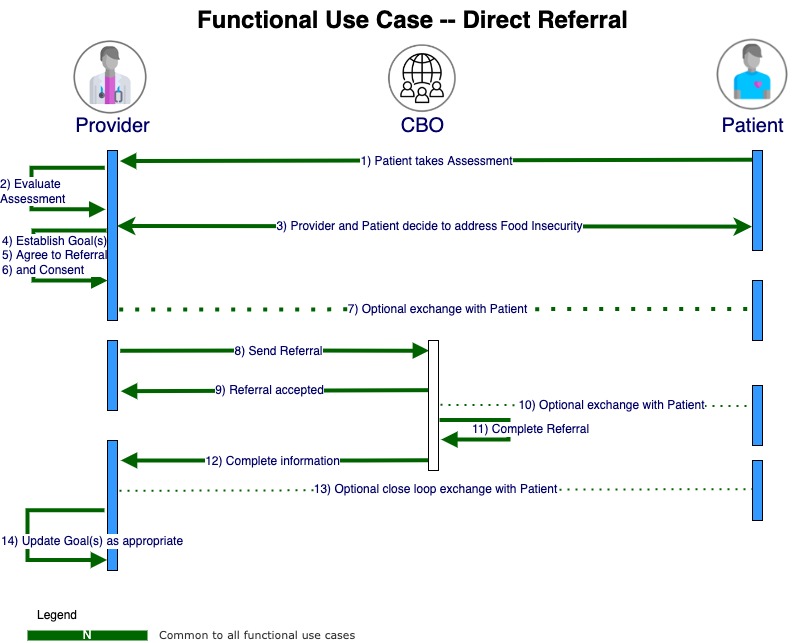 Functional Use Case -- Direct Referral
Provider
CBO
Patient
1) Patient takes Assessment
2) Evaluate
Assessment
3) Provider and Patient decide to address Food Insecurity
4) Establish Goal(s)
5) Agree to Referral
6) and Consent
7) Optional exchange with Patient
8) Send Referral
9) Referral accepted
10) Optional exchange with Patient
11) Complete Referral
12) Complete information
13) Optional close loop exchange with Patient
14) Update Goal(s) as appropriate
Legend
N
Common to all functional use cases